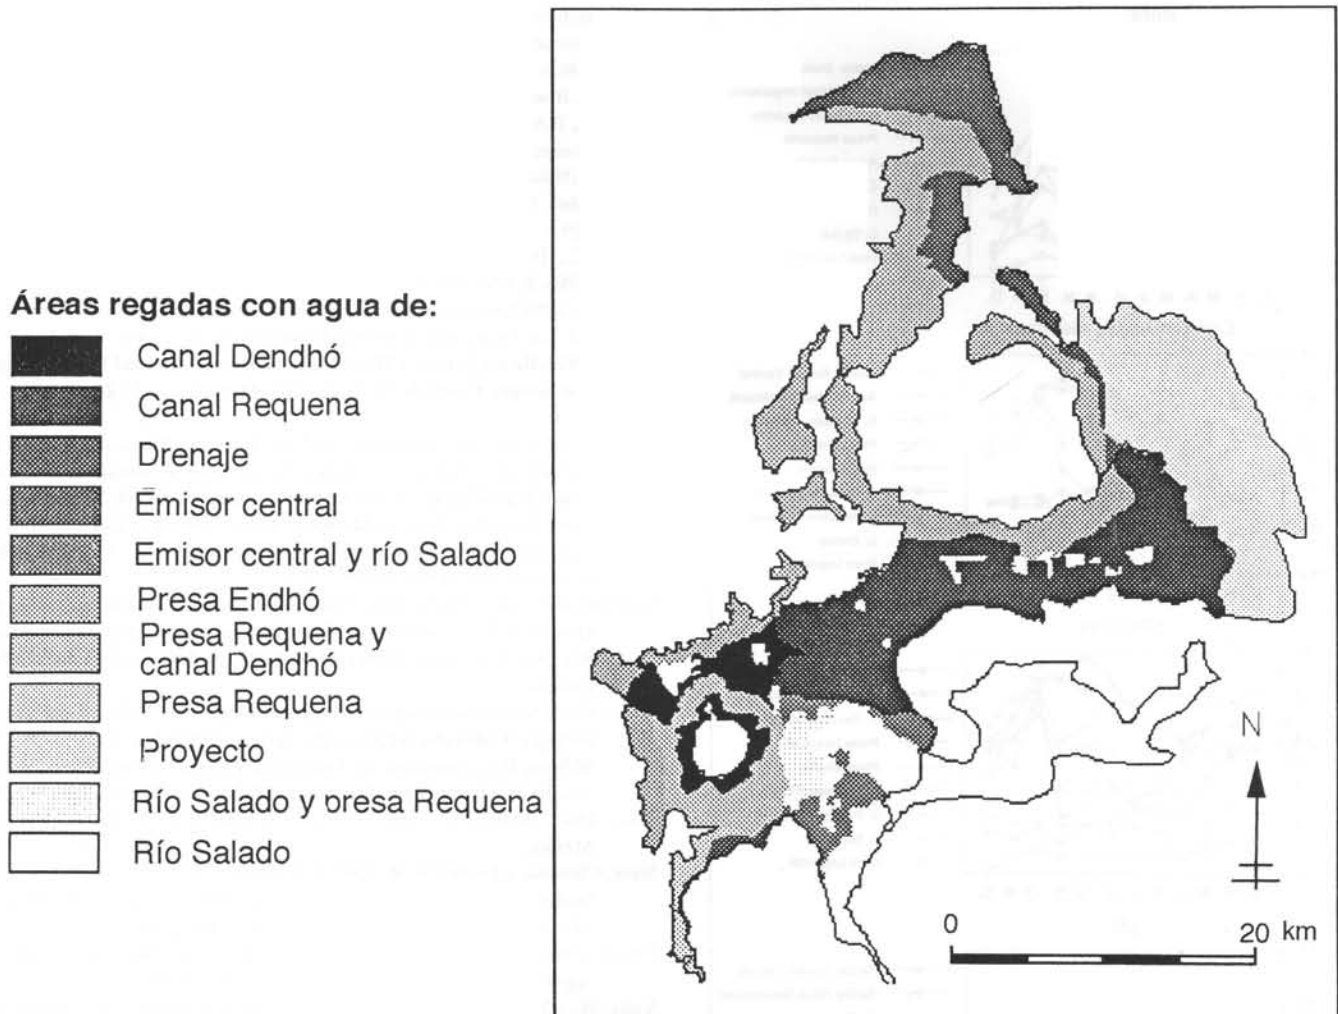 Áreas regadas con agua de:
Canal Dendhó
Canal Requena
Drenaje
Emisor central
Emisor central y río Salado
Presa Endhó
Presa Requena y
canal Dendhó
Presa Requena
Proyecto
Río Salado y presa Requena
Río Salado
N
0
20 km